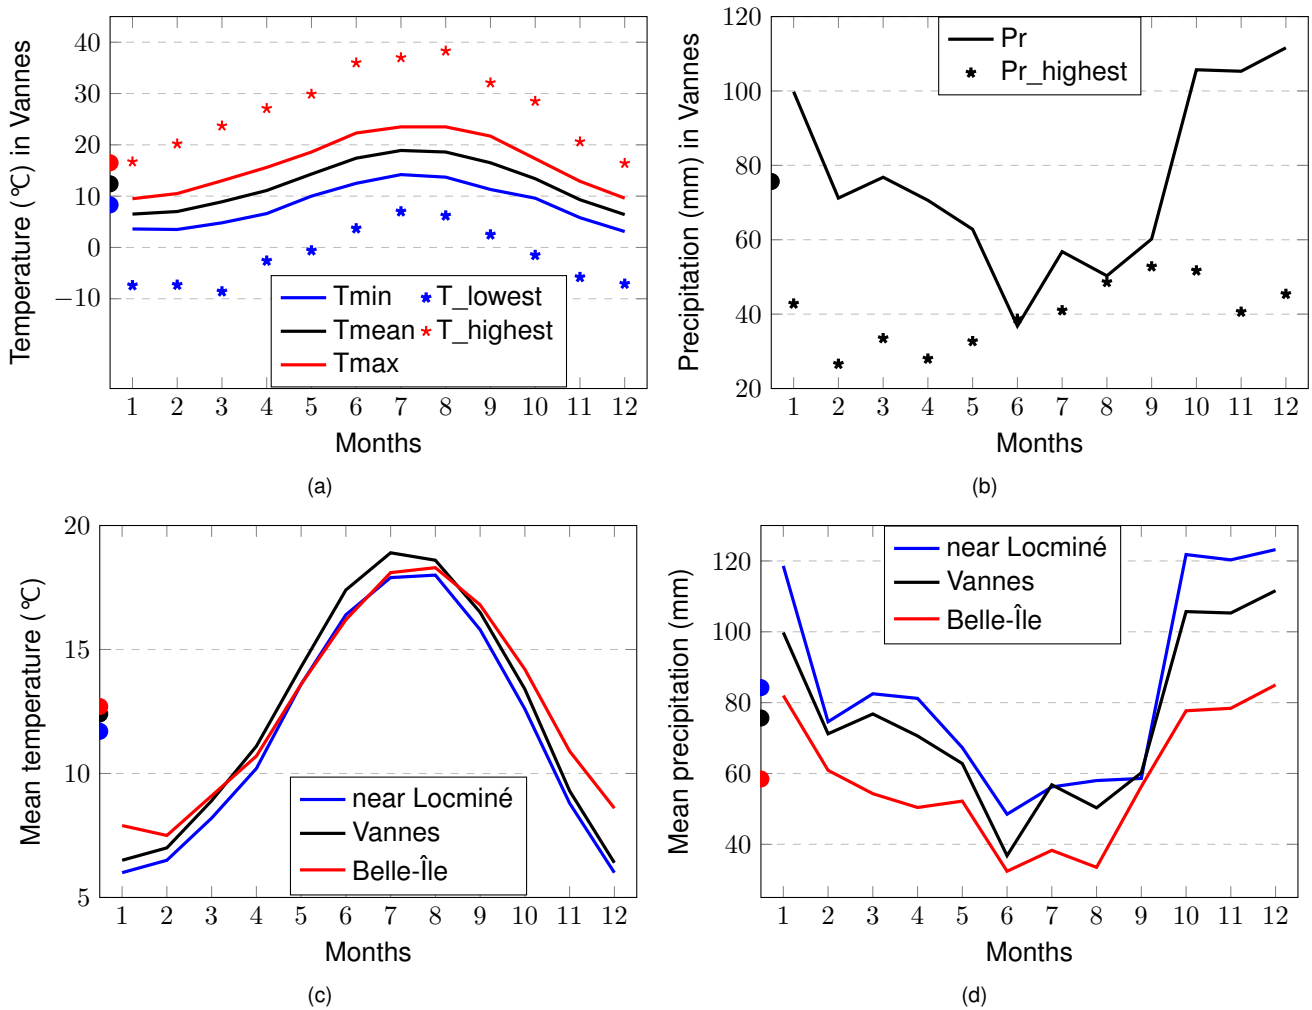 Temperature (°C) in Vannes
40
30
20
10
0
−10
Tmin
T_lowest
Tmean
T_highest
Tmax
1 2 3 4 5 6 7 8 9 10 11 12
Months
(a)
Precipitation (mm) in Vannes
120
100
80
60
40
20
Pr
Pr_highest
1 2 3 4 5 6 7 8 9 10 11 12
Months
(b)
Mean temperature (°C)
20
15
10
5
near Locminé
Vannes
Belle-Île
1 2 3 4 5 6 7 8 9 10 11 12
Months
(c)
Mean precipitation (mm)
120
100
80
60
40
near Locminé
Vannes
Belle-Île
1 2 3 4 5 6 7 8 9 10 11 12
Months
(d)